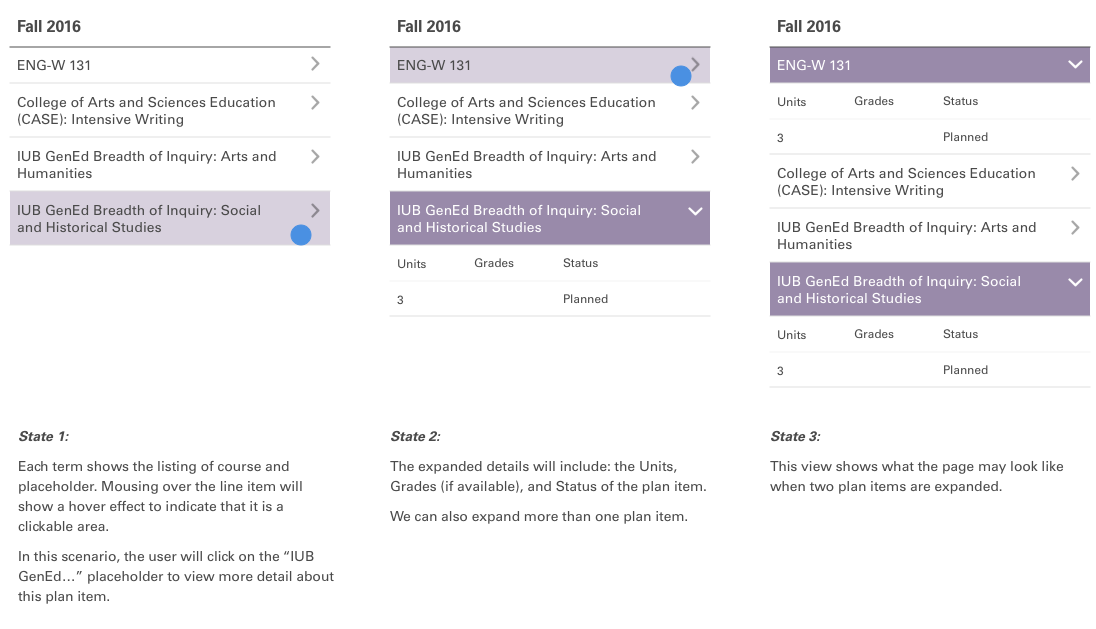 Fall 2016
ENG-W 131
College of Arts and Sciences Education
(CASE): Intensive Writing
IUB GenEd Breadth of Inquiry: Arts and
Humanities
IUB GenEd Breadth of Inquiry: Social
and Historical Studies
State 1:
Each term shows the listing of course and
placeholder. Mousing over the line item will
show a hover effect to indicate that it is a
clickable area.
In this scenario, the user will click on the “IUB
GenEd...” placeholder to view more detail about
this plan item.
Fall 2016
ENG-W 131
College of Arts and Sciences Education
(CASE): Intensive Writing
IUB GenEd Breadth of Inquiry: Arts and
Humanities
IUB GenEd Breadth of Inquiry: Social
and Historical Studies
Units Grades Status
3 Planned
State 2:
The expanded details will include: the Units,
Grades (if available), and Status of the plan item.
We can also expand more than one plan item.
Fall 2016
ENG-W 131
Units Grades Status
3 Planned
College of Arts and Sciences Education
(CASE): Intensive Writing
IUB GenEd Breadth of Inquiry: Arts and
Humanities
IUB GenEd Breadth of Inquiry: Social
and Historical Studies
Units Grades Status
3 Planned
State 3:
This view shows what the page may look like
when two plan items are expanded.